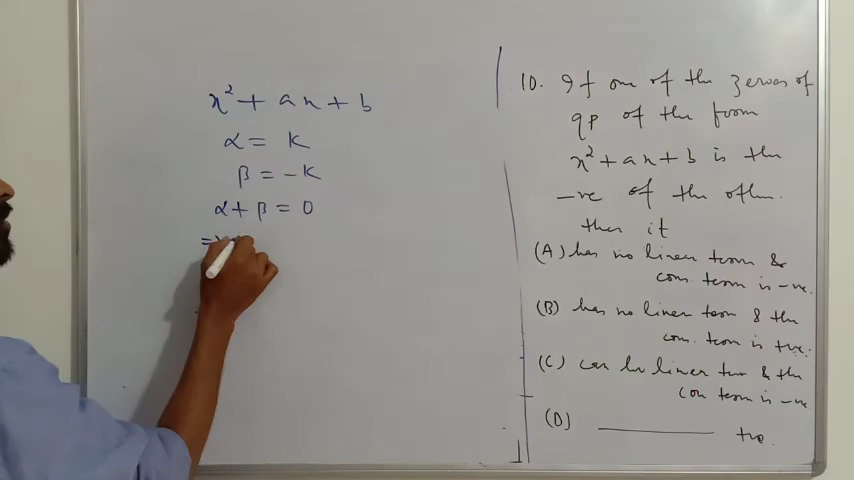 x² + ax + b
α = K
β = -K
α + β = 0
=
10. If one of the zeroes of
qp of the form
x² + ax + b is the
-ve of the other.
then it
(A) has no linear term &
con. term is -ve.
(B) has no linear term & the
con. term is +ve.
(C) can hv linear term & the
con term is -ve
(D) ________ +ve.